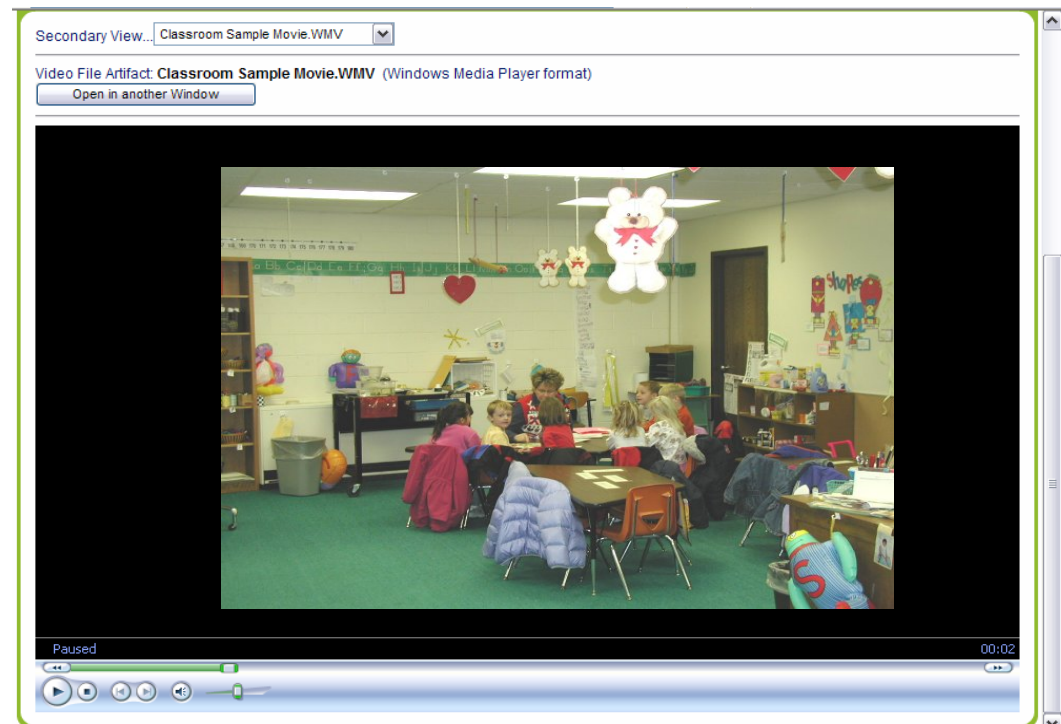 Secondary View... Classroom Sample Movie.WMV
Video File Artifact: Classroom Sample Movie.WMV (Windows Media Player format)
Open in another Window
Shapes
S
Paused 00:02